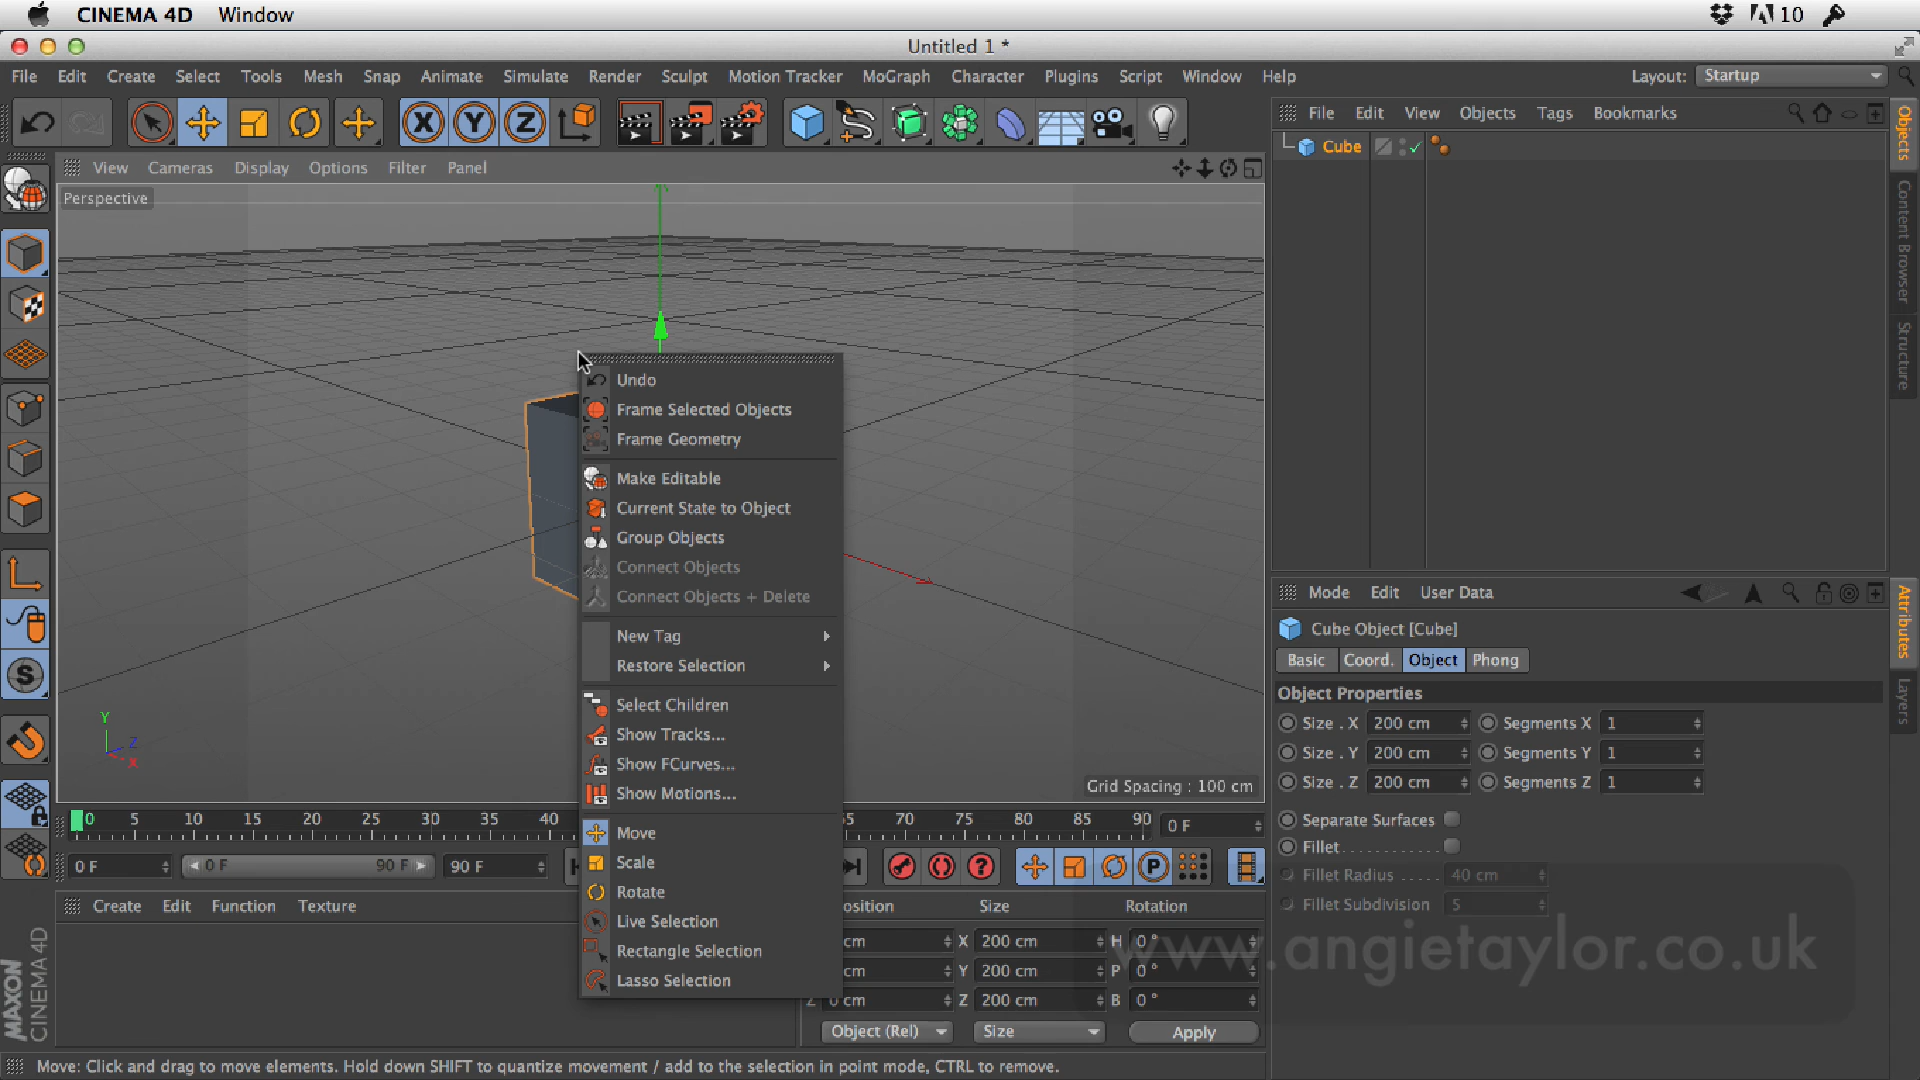 CINEMA 4D Window 10
Untitled 1 *
File Edit Create Select Tools Mesh Snap Animate Simulate Render Sculpt Motion Tracker MoGraph Character Plugins Script Window Help Layout: Startup
File Edit View Objects Tags Bookmarks
Objects
Content Browser
Structure
Cube
View Cameras Display Options Filter Panel
Perspective
Undo
Frame Selected Objects
Frame Geometry
Make Editable
Current State to Object
Group Objects
Connect Objects
Connect Objects + Delete
New Tag
Restore Selection
Select Children
Show Tracks...
Show FCurves...
Show Motions...
Move
Scale
Rotate
Live Selection
Rectangle Selection
Lasso Selection
Y
Z
X
Grid Spacing : 100 cm
Mode Edit User Data
Attributes
Layers
Cube Object [Cube]
Basic Coord. Object Phong
Object Properties
Size . X 200 cm Segments X 1
Size . Y 200 cm Segments Y 1
Size . Z 200 cm Segments Z 1
Separate Surfaces
Fillet
Fillet Radius 40 cm
Fillet Subdivision 5
0 5 10 15 20 25 30 35 40 65 70 75 80 85 90 0 F
0 F 0 F 90 F 90 F
Create Edit Function Texture
osition Size Rotation
cm X 200 cm H 0 °
cm Y 200 cm P 0 °
Z 0 cm Z 200 cm B 0 °
Object (Rel) Size Apply
www.angietaylor.co.uk
MAXON
CINEMA 4D
Move: Click and drag to move elements. Hold down SHIFT to quantize movement / add to the selection in point mode, CTRL to remove.